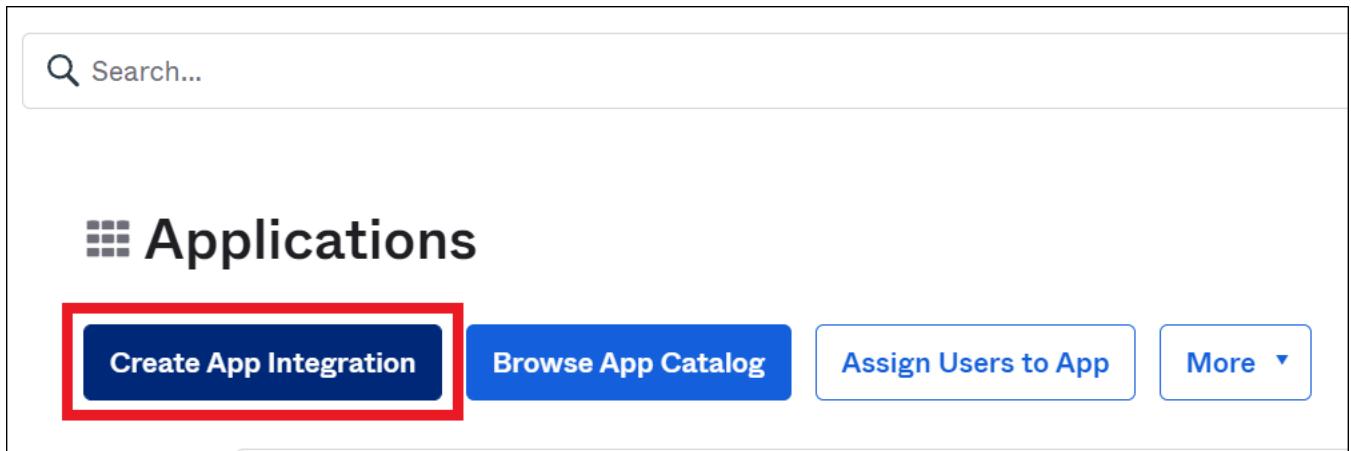 Search...
Applications
Create App Integration Browse App Catalog Assign Users to App More